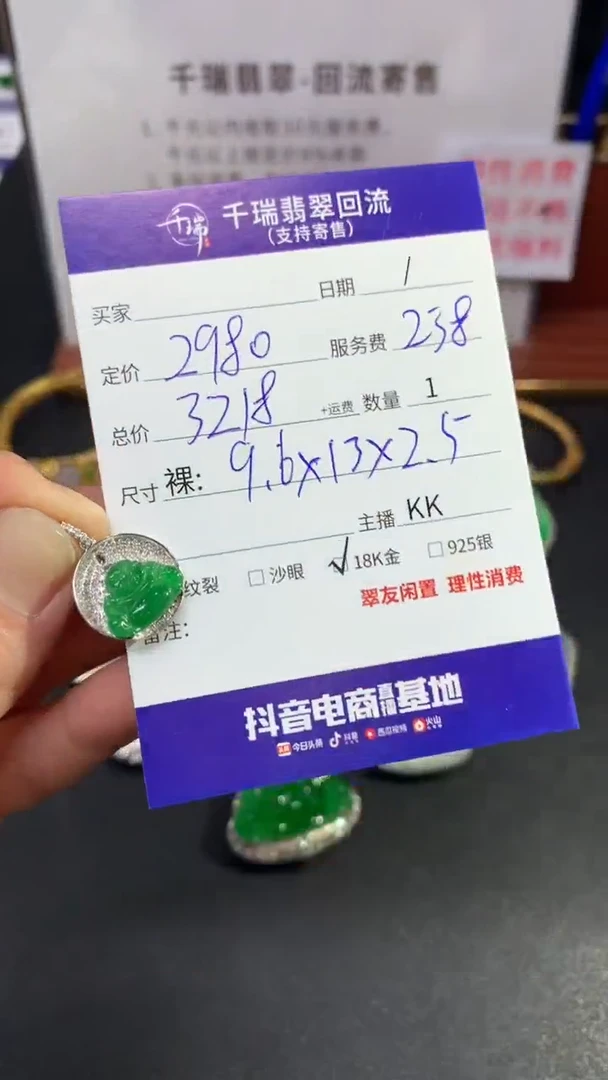 千瑞翡翠-回流寄售
千瑞
千瑞翡翠回流
(支持寄售)
买家 日期 /
定价 2980 服务费 238
总价 3218 +运费 数量 1
尺寸 裸: 9.6x13x2.5
主播 KK
纹裂 □ 沙眼 ✓ 18K金 □ 925银
翠友闲置 理性消费
备注:
抖音电商直播基地
今日头条 抖音 西瓜视频 火山